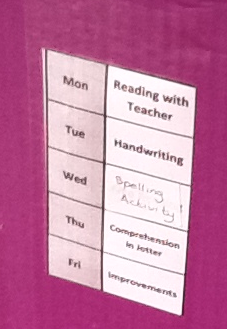 Mon
Reading with
Teacher
Tue
Handwriting
Wed
Spelling
Activity!
Thu
Comprehension
in Jotter
Fri
Improvements